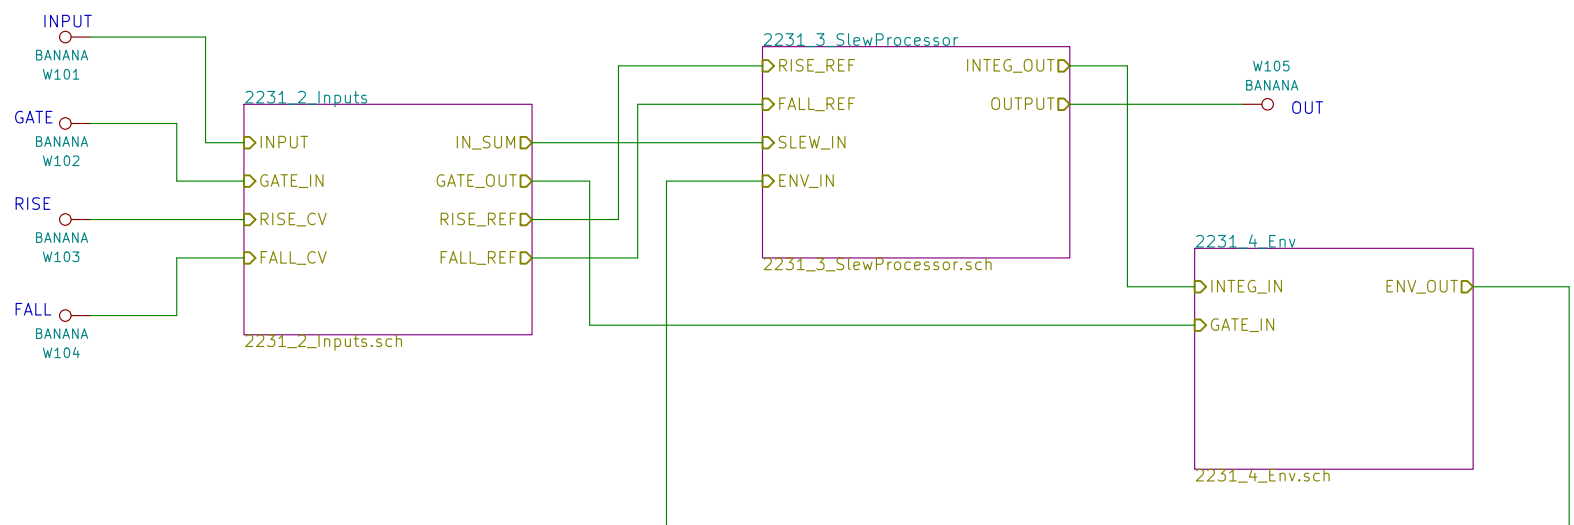 INPUT
BANANA
W101
GATE
BANANA
W102
RISE
BANANA
W103
FALL
BANANA
W104
2231_2_Inputs
INPUT
GATE_IN
RISE_CV
FALL_CV
IN_SUM
GATE_OUT
RISE_REF
FALL_REF
2231_2_Inputs.sch
2231_3_SlewProcessor
RISE_REF
FALL_REF
SLEW_IN
ENV_IN
INTEG_OUT
OUTPUT
2231_3_SlewProcessor.sch
W105
BANANA
OUT
2231_4_Env
INTEG_IN
GATE_IN
ENV_OUT
2231_4_Env.sch